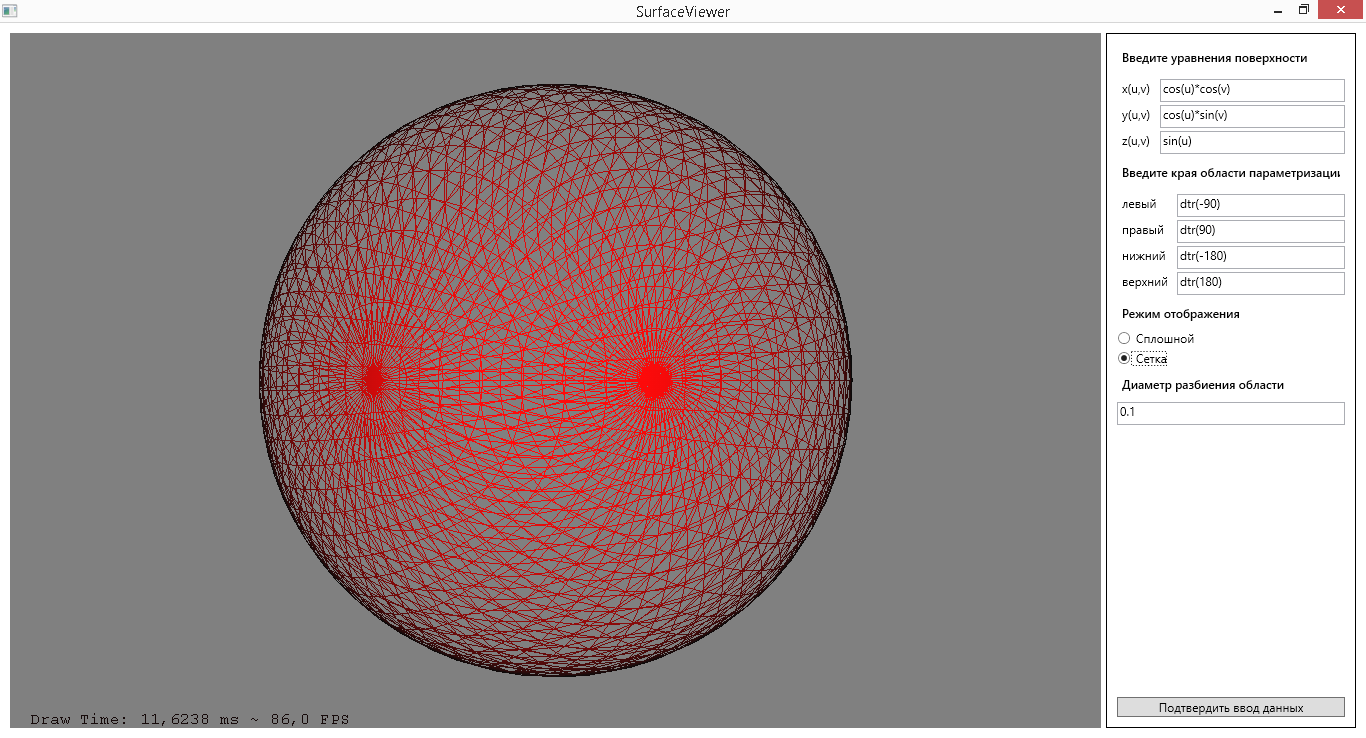 SurfaceViewer
Введите уравнения поверхности
x(u,v) cos(u)*cos(v)
y(u,v) cos(u)*sin(v)
z(u,v) sin(u)
Введите края области параметризаци
левый dtr(-90)
правый dtr(90)
нижний dtr(-180)
верхний dtr(180)
Режим отображения
Сплошной
Сетка
Диаметр разбиения области
0.1
Подтвердить ввод данных
Draw Time: 11,6238 ms ~ 86,0 FPS